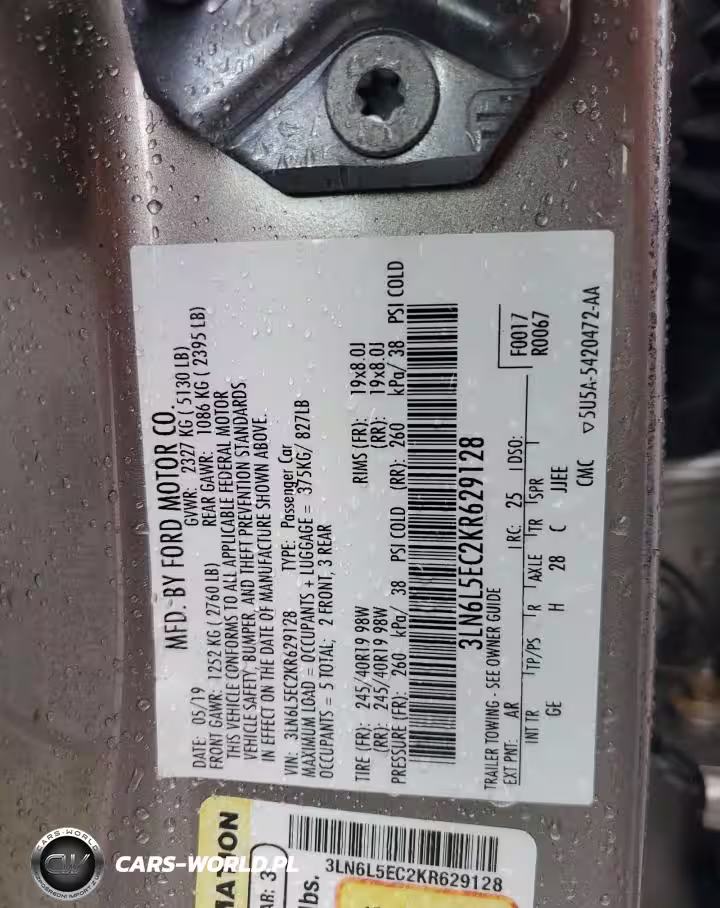 MFD. BY FORD MOTOR CO.
DATE: 05/19 GVWR: 2327 KG ( 5130 LB)
FRONT GAWR: 1252 KG ( 2760 LB) REAR GAWR: 1086 KG ( 2395 LB)
THIS VEHICLE CONFORMS TO ALL APPLICABLE FEDERAL MOTOR
VEHICLE SAFETY, BUMPER, AND THEFT PREVENTION STANDARDS
IN EFFECT ON THE DATE OF MANUFACTURE SHOWN ABOVE.
VIN: 3LN6L5EC2KR629128 TYPE: Passenger Car
MAXIMUM LOAD = OCCUPANTS + LUGGAGE = 375KG/ 827LB
OCCUPANTS = 5 TOTAL; 2 FRONT, 3 REAR
TIRE (FR): 245/40R19 98W RIMS (FR): 19x8.0J
(RR): 245/40R19 98W (RR): 19x8.0J
PRESSURE (FR): 260 kPa/ 38 PSI COLD (RR): 260 kPa/ 38 PSI COLD
3LN6L5EC2KR629128
TRAILER TOWING - SEE OWNER GUIDE
F0017
R0067
EXT PNT: AR RC: 25 DSO:
INT TR TP/PS R AXLE TR SPR
GE H 28 C JJEE
CMC ▽5U5A-5420472-AA
3LN6L5EC2KR629128
lbs.
CARS-WORLD
CW
CARS-WORLD.PL